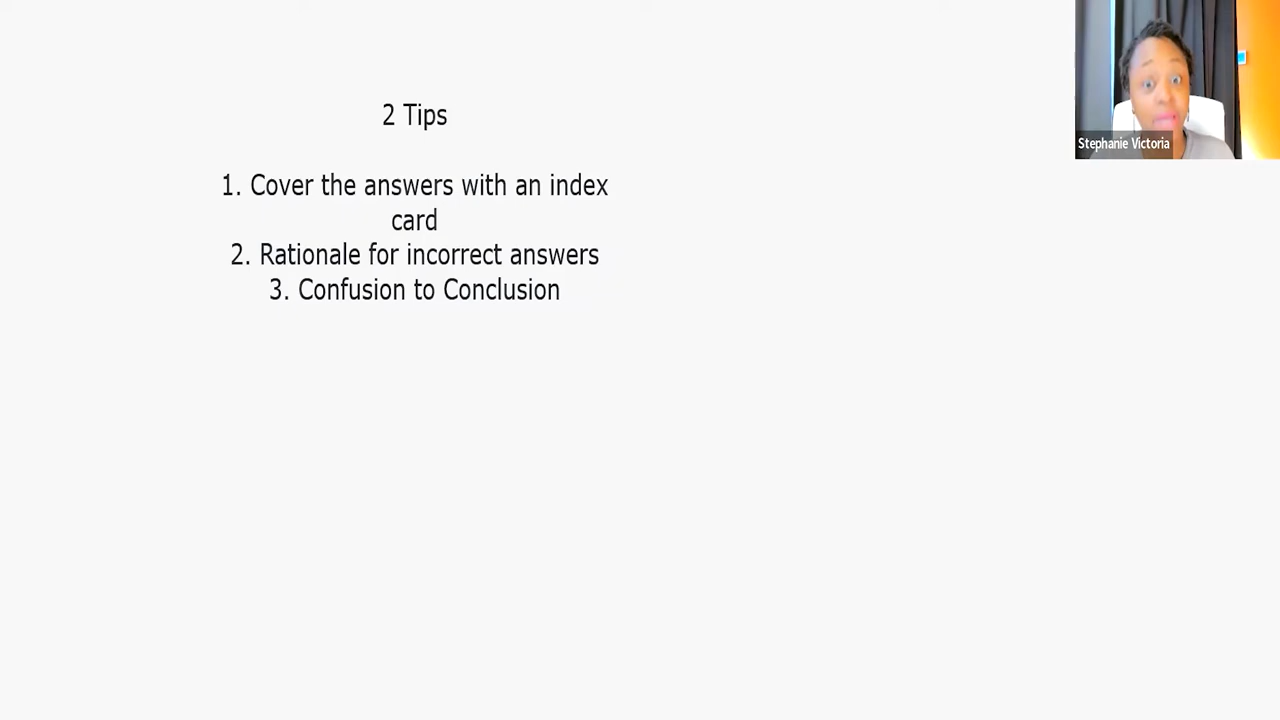 2 Tips
1. Cover the answers with an index
card
2. Rationale for incorrect answers
3. Confusion to Conclusion
Stephanie Victoria